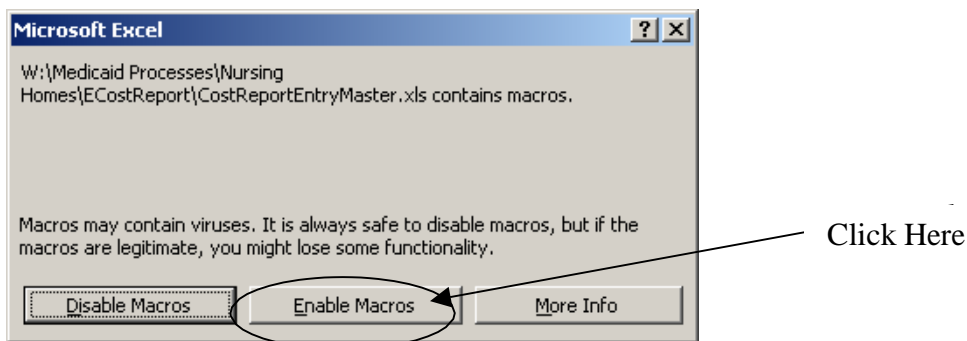 Microsoft Excel
W:\Medicaid Processes\Nursing
Homes\ECostReport\CostReportEntryMaster.xls contains macros.
Macros may contain viruses. It is always safe to disable macros, but if the
macros are legitimate, you might lose some functionality.
Click Here
Disable Macros Enable Macros More Info